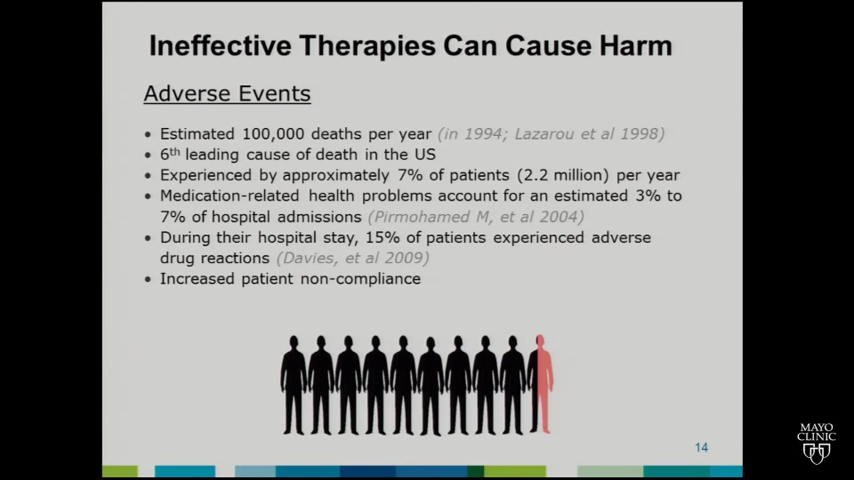 Ineffective Therapies Can Cause Harm
Adverse Events
• Estimated 100,000 deaths per year (in 1994; Lazarou et al 1998)
• 6th leading cause of death in the US
• Experienced by approximately 7% of patients (2.2 million) per year
• Medication-related health problems account for an estimated 3% to
7% of hospital admissions (Pirmohamed M, et al 2004)
• During their hospital stay, 15% of patients experienced adverse
drug reactions (Davies, et al 2009)
• Increased patient non-compliance
14
MAYO
CLINIC